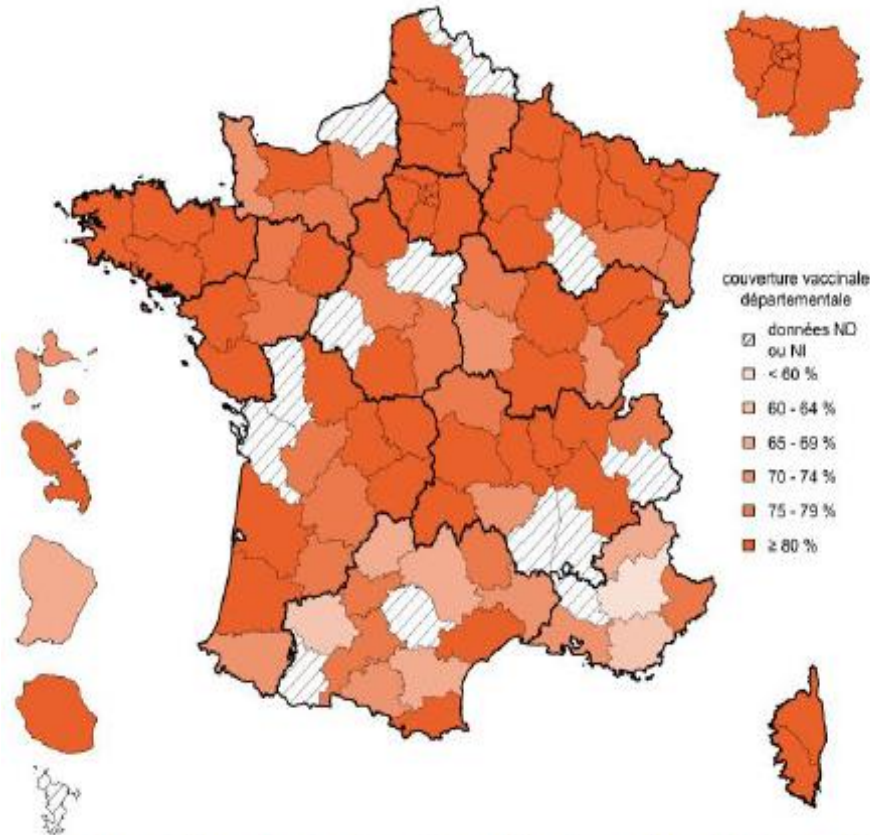 couverture vaccinale
départementale
données ND
ou NI
< 60 %
60 - 64 %
65 - 69 %
70 - 74 %
75 - 79 %
≥ 80 %